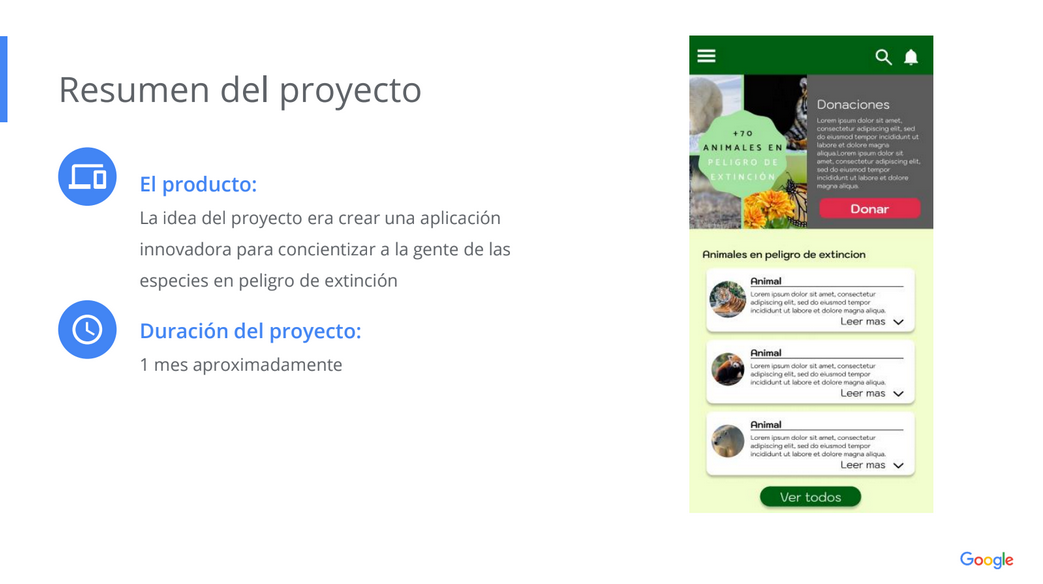 Resumen del proyecto
El producto:
La idea del proyecto era crear una aplicación
innovadora para concientizar a la gente de las
especies en peligro de extinción
Duración del proyecto:
1 mes aproximadamente
+70
ANIMALES EN
PELIGRO DE
EXTINCIÓN
Donaciones
Lorem ipsum dolor sit amet,
consectetur adipiscing elit, sed
do eiusmod tempor incididunt ut
labore et dolore magna
aliqua.Lorem ipsum dolor sit
amet, consectetur adipiscing elit,
sed do eiusmod tempor
incididunt ut labore et dolore
magna aliqua.
Donar
Animales en peligro de extincion
Animal
Lorem ipsum dolor sit amet, consectetur
adipiscing elit, sed do eiusmod tempor
incididunt ut labore et dolore magna aliqua.
Leer mas
Animal
Lorem ipsum dolor sit amet, consectetur
adipiscing elit, sed do eiusmod tempor
incididunt ut labore et dolore magna aliqua.
Leer mas
Animal
Lorem ipsum dolor sit amet, consectetur
adipiscing elit, sed do eiusmod tempor
incididunt ut labore et dolore magna aliqua.
Leer mas
Ver todos
Google